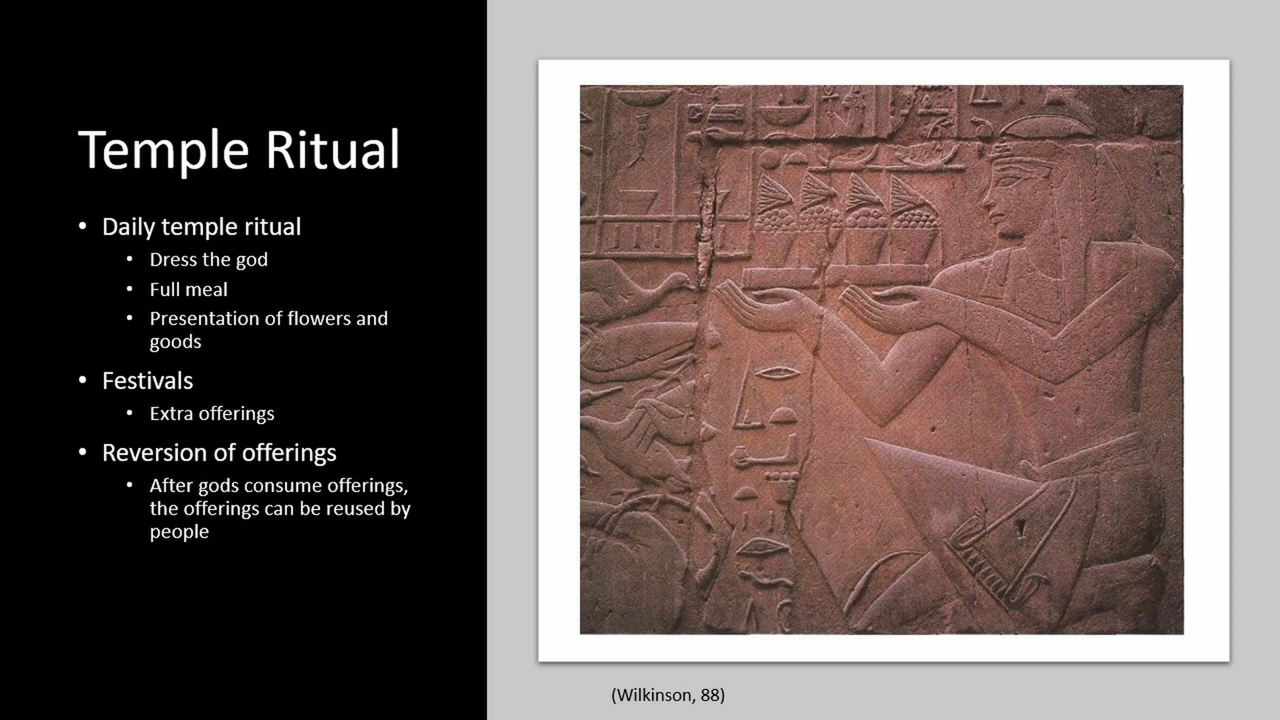 Temple Ritual
• Daily temple ritual
• Dress the god
• Full meal
• Presentation of flowers and
goods
• Festivals
• Extra offerings
• Reversion of offerings
• After gods consume offerings,
the offerings can be reused by
people
(Wilkinson, 88)